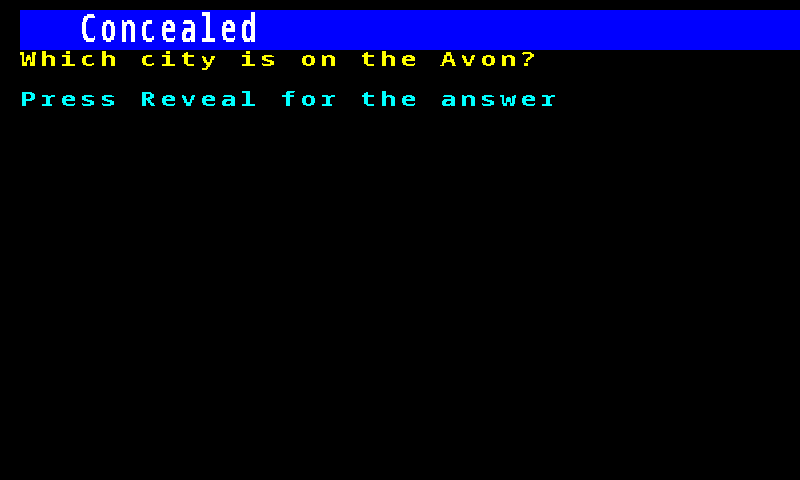 Concealed
Which city is on the Avon?
Press Reveal for the answer